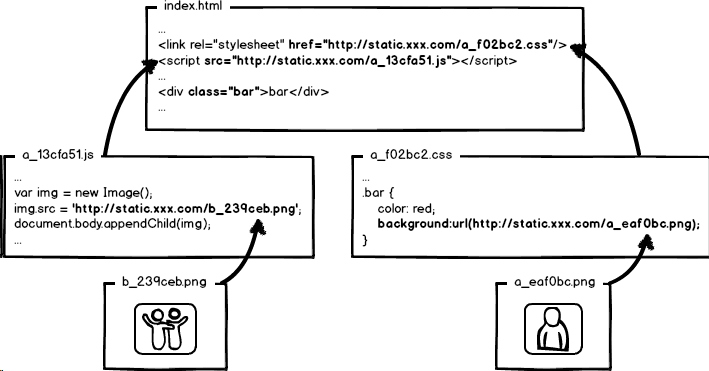 index.html
...
<link rel="stylesheet" href="http://static.xxx.com/a_f02bc2.css"/>
<script src="http://static.xxx.com/a_13cfa51.js"></script>
...
<div class="bar">bar</div>
...
a_13cfa51.js
...
var img = new Image();
img.src = 'http://static.xxx.com/b_239ceb.png';
document.body.appendChild(img);
...
a_f02bc2.css
...
.bar {
color: red;
background:url(http://static.xxx.com/a_eaf0bc.png);
}
b_239ceb.png
a_eaf0bc.png